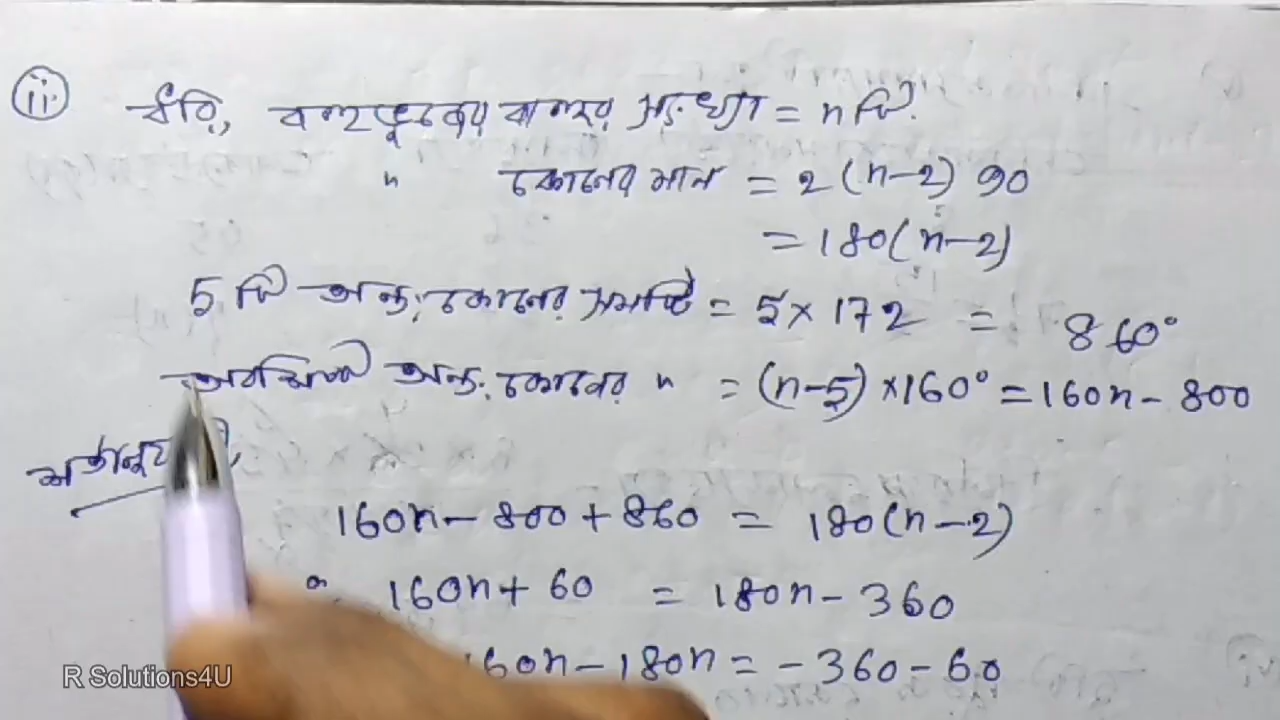 ii ধরি, বহুভুজের বাহুর সংখ্যা = n টি.
" কোনের মান = 2 (n-2) 90
= 180(n-2)
5 টি অন্তঃকোনের সমষ্টি = 5 × 172 = 860°
অবশিষ্ট অন্তঃকোনের " = (n-5) ×160° = 160n - 800
160n - 800 + 860 = 180(n-2)
বা 160n + 60 = 180n - 360
160n - 180n = - 360 - 60
R Solutions4U